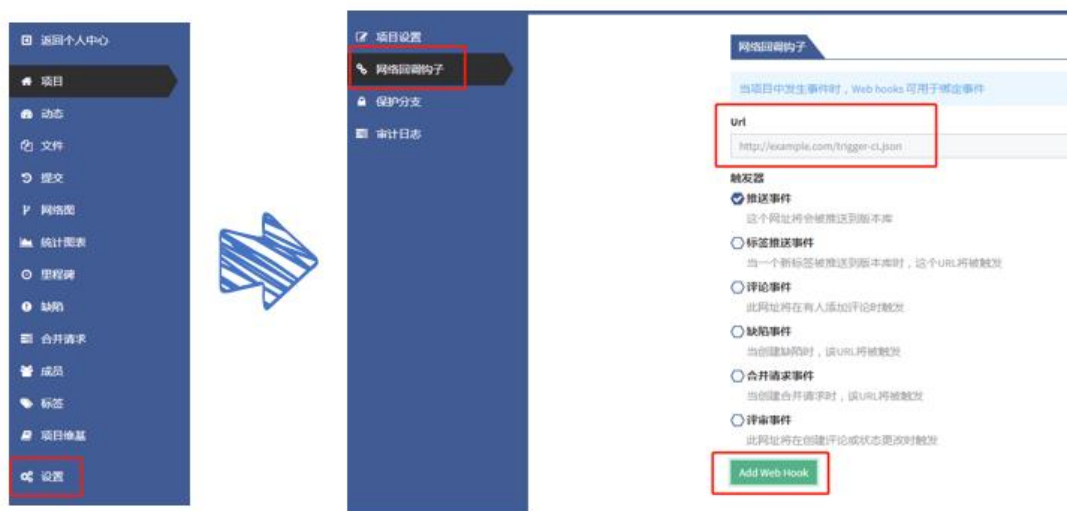 返回个人中心
项目
动态
文件
提交
网络图
统计图表
里程碑
缺陷
合并请求
成员
标签
项目维基
设置
项目设置
网络回调钩子
保护分支
审计日志
网络回调钩子
当项目中发生事件时，Web hooks 可用于绑定事件
Url
http://example.com/trigger-ci.json
触发器
推送事件
这个网址将会被推送到版本库
标签推送事件
当一个新标签被推送到版本库时，这个URL将被触发
评论事件
此网址将在有人添加评论时触发
缺陷事件
当创建缺陷时，该URL将被触发
合并请求事件
当创建合并请求时，该URL将被触发
评审事件
此网址将在创建评论或状态更改时触发
Add Web Hook